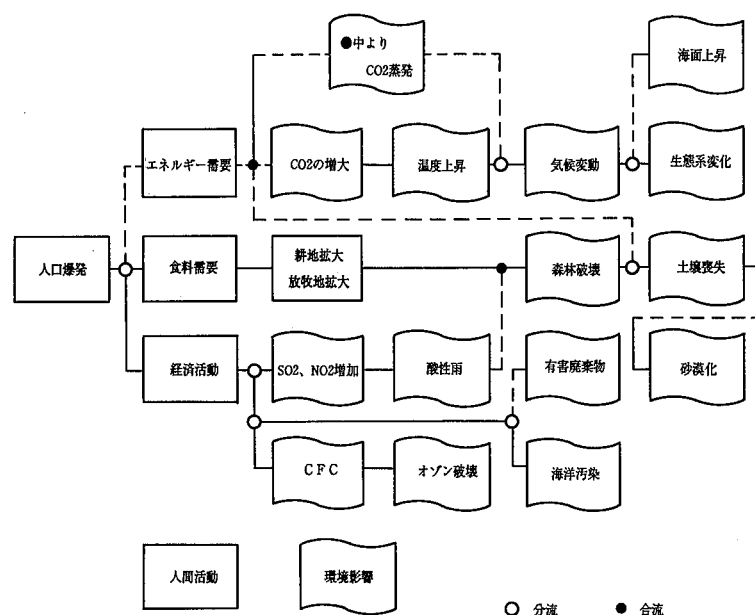 ●中より
CO2蒸発
海面上昇
エネルギー需要
CO2の増大
温度上昇
気候変動
生態系変化
人口爆発
食料需要
耕地拡大
放牧地拡大
森林破壊
土壌喪失
経済活動
SO2、NO2増加
酸性雨
有害廃棄物
砂漠化
CFC
オゾン破壊
海洋汚染
人間活動
環境影響
分流
合流